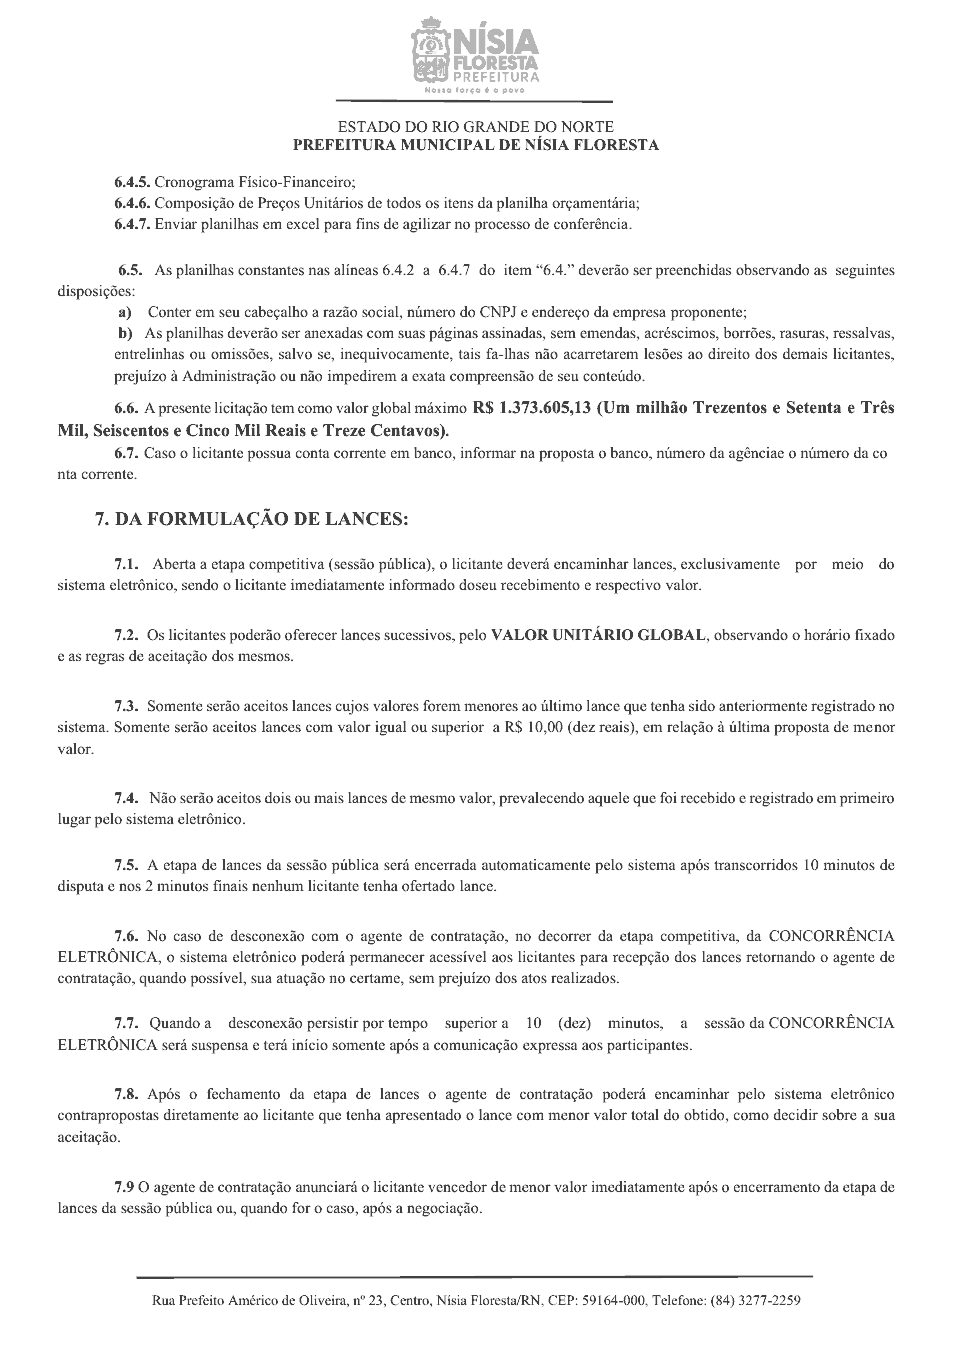 NÍSIA
FLORESTA
PREFEITURA
Nossa força é o povo
ESTADO DO RIO GRANDE DO NORTE
PREFEITURA MUNICIPAL DE NÍSIA FLORESTA
6.4.5. Cronograma Físico-Financeiro;
6.4.6. Composição de Preços Unitários de todos os itens da planilha orçamentária;
6.4.7. Enviar planilhas em excel para fins de agilizar no processo de conferência.
6.5. As planilhas constantes nas alíneas 6.4.2 a 6.4.7 do item “6.4.” deverão ser preenchidas observando as seguintes
disposições:
a) Conter em seu cabeçalho a razão social, número do CNPJ e endereço da empresa proponente;
b) As planilhas deverão ser anexadas com suas páginas assinadas, sem emendas, acréscimos, borrões, rasuras, ressalvas,
entrelinhas ou omissões, salvo se, inequivocamente, tais fa-lhas não acarretarem lesões ao direito dos demais licitantes,
prejuízo à Administração ou não impedirem a exata compreensão de seu conteúdo.
6.6. A presente licitação tem como valor global máximo R$ 1.373.605,13 (Um milhão Trezentos e Setenta e Três
Mil, Seiscentos e Cinco Mil Reais e Treze Centavos).
6.7. Caso o licitante possua conta corrente em banco, informar na proposta o banco, número da agênciae o número da co
nta corrente.
7. DA FORMULAÇÃO DE LANCES:
7.1. Aberta a etapa competitiva (sessão pública), o licitante deverá encaminhar lances, exclusivamente por meio do
sistema eletrônico, sendo o licitante imediatamente informado doseu recebimento e respectivo valor.
7.2. Os licitantes poderão oferecer lances sucessivos, pelo VALOR UNITÁRIO GLOBAL, observando o horário fixado
e as regras de aceitação dos mesmos.
7.3. Somente serão aceitos lances cujos valores forem menores ao último lance que tenha sido anteriormente registrado no
sistema. Somente serão aceitos lances com valor igual ou superior a R$ 10,00 (dez reais), em relação à última proposta de menor
valor.
7.4. Não serão aceitos dois ou mais lances de mesmo valor, prevalecendo aquele que foi recebido e registrado em primeiro
lugar pelo sistema eletrônico.
7.5. A etapa de lances da sessão pública será encerrada automaticamente pelo sistema após transcorridos 10 minutos de
disputa e nos 2 minutos finais nenhum licitante tenha ofertado lance.
7.6. No caso de desconexão com o agente de contratação, no decorrer da etapa competitiva, da CONCORRÊNCIA
ELETRÔNICA, o sistema eletrônico poderá permanecer acessível aos licitantes para recepção dos lances retornando o agente de
contratação, quando possível, sua atuação no certame, sem prejuízo dos atos realizados.
7.7. Quando a desconexão persistir por tempo superior a 10 (dez) minutos, a sessão da CONCORRÊNCIA
ELETRÔNICA será suspensa e terá início somente após a comunicação expressa aos participantes.
7.8. Após o fechamento da etapa de lances o agente de contratação poderá encaminhar pelo sistema eletrônico
contrapropostas diretamente ao licitante que tenha apresentado o lance com menor valor total do obtido, como decidir sobre a sua
aceitação.
7.9 O agente de contratação anunciará o licitante vencedor de menor valor imediatamente após o encerramento da etapa de
lances da sessão pública ou, quando for o caso, após a negociação.
Rua Prefeito Américo de Oliveira, nº 23, Centro, Nísia Floresta/RN, CEP: 59164-000, Telefone: (84) 3277-2259